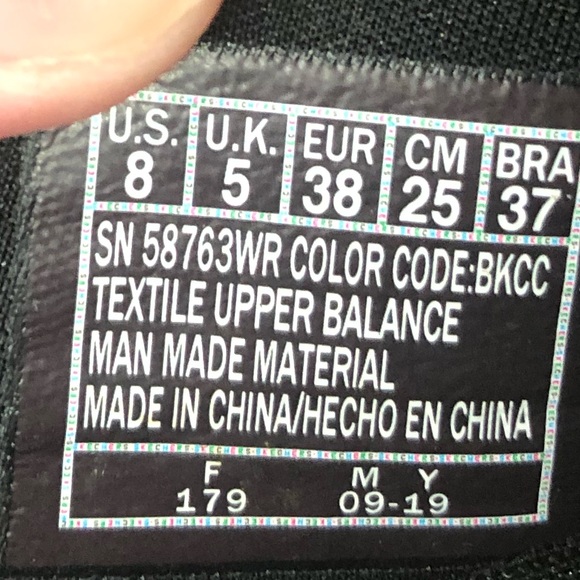 U.S. U.K. EUR CM BRA
8 5 38 25 37
SN 58763WR COLOR CODE:BKCC
TEXTILE UPPER BALANCE
MAN MADE MATERIAL
MADE IN CHINA/HECHO EN CHINA
F M Y
179 09-19